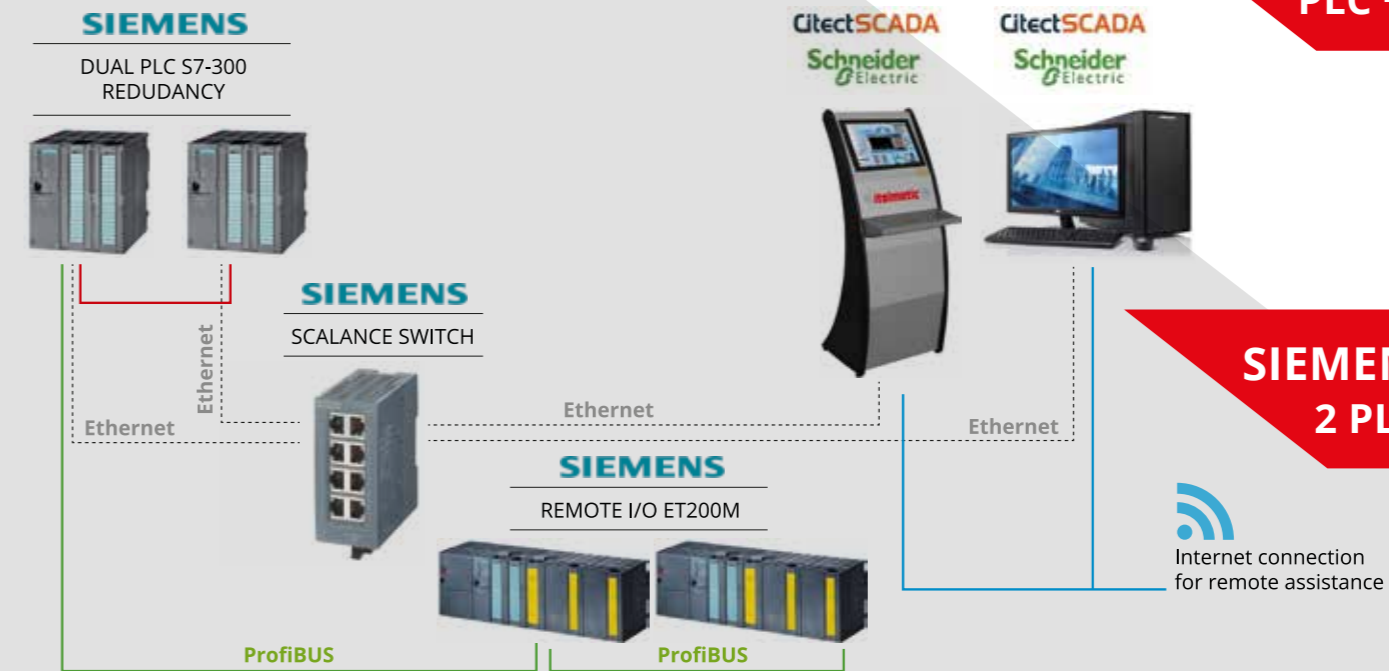 SIEMENS
DUAL PLC S7-300
REDUDANCY
CitectSCADA
Schneider
Electric
CitectSCADA
Schneider
Electric
PLC
italmatic
SIEMENS
SCALANCE SWITCH
Ethernet
Ethernet
Ethernet
Ethernet
SIEMENS
REMOTE I/O ET200M
SIEMEN
2 PL
Internet connection
for remote assistance
ProfiBUS
ProfiBUS